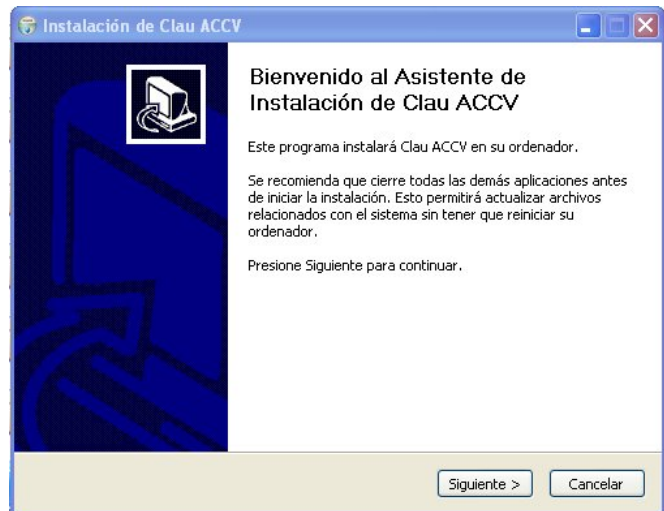 Instalación de Clau ACCV
Bienvenido al Asistente de
Instalación de Clau ACCV
Este programa instalará Clau ACCV en su ordenador.
Se recomienda que cierre todas las demás aplicaciones antes
de iniciar la instalación. Esto permitirá actualizar archivos
relacionados con el sistema sin tener que reiniciar su
ordenador.
Presione Siguiente para continuar.
Siguiente >
Cancelar